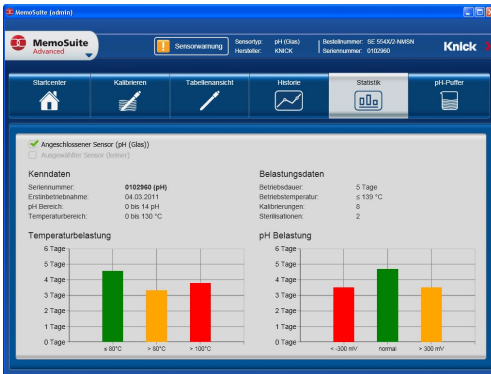 MemoSuite (admin)
MemoSuite
Advanced
Sensorwarnung
Sensortyp: pH (Glas)
Hersteller: KNICK
Bestellnummer: SE 554X/2-NMSN
Seriennummer: 0102960
Knick
Startcenter
Kalibrieren
Tabellenansicht
Historie
Statistik
pH-Puffer
Angeschlossener Sensor (pH (Glas))
Ausgewählter Sensor (keiner)
Kenndaten
Seriennummer: 0102960 (pH)
Erstinbetriebnahme: 04.03.2011
pH Bereich: 0 bis 14 pH
Temperaturbereich: 0 bis 130 °C
Belastungsdaten
Betriebsdauer: 5 Tage
Betriebstemperatur: ≤ 139 °C
Kalibrierungen: 8
Sterilisationen: 2
Temperaturbelastung
6 Tage
5 Tage
4 Tage
3 Tage
2 Tage
1 Tage
0 Tage
≤ 80°C > 80°C > 100°C
pH Belastung
6 Tage
5 Tage
4 Tage
3 Tage
2 Tage
1 Tage
0 Tage
< -300 mV normal > 300 mV